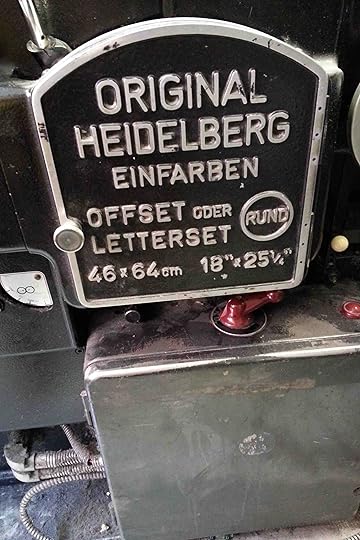 ORIGINAL
HEIDELBERG
EINFARBEN
OFFSET ODER
LETTERSET
RUND
46 x 64 cm 18" x 25¼"